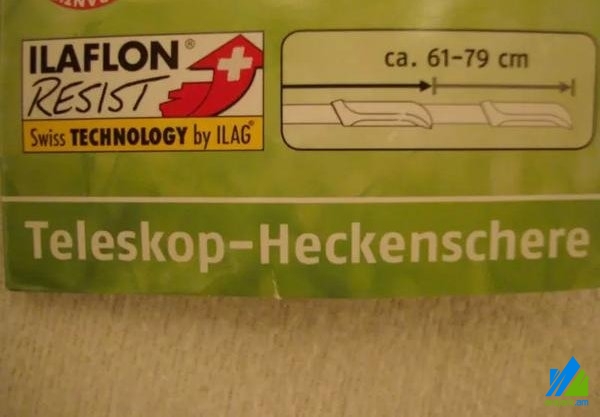 ILAFLON®
RESIST
Swiss TECHNOLOGY by ILAG®
ca. 61-79 cm
Teleskop-Heckenschere